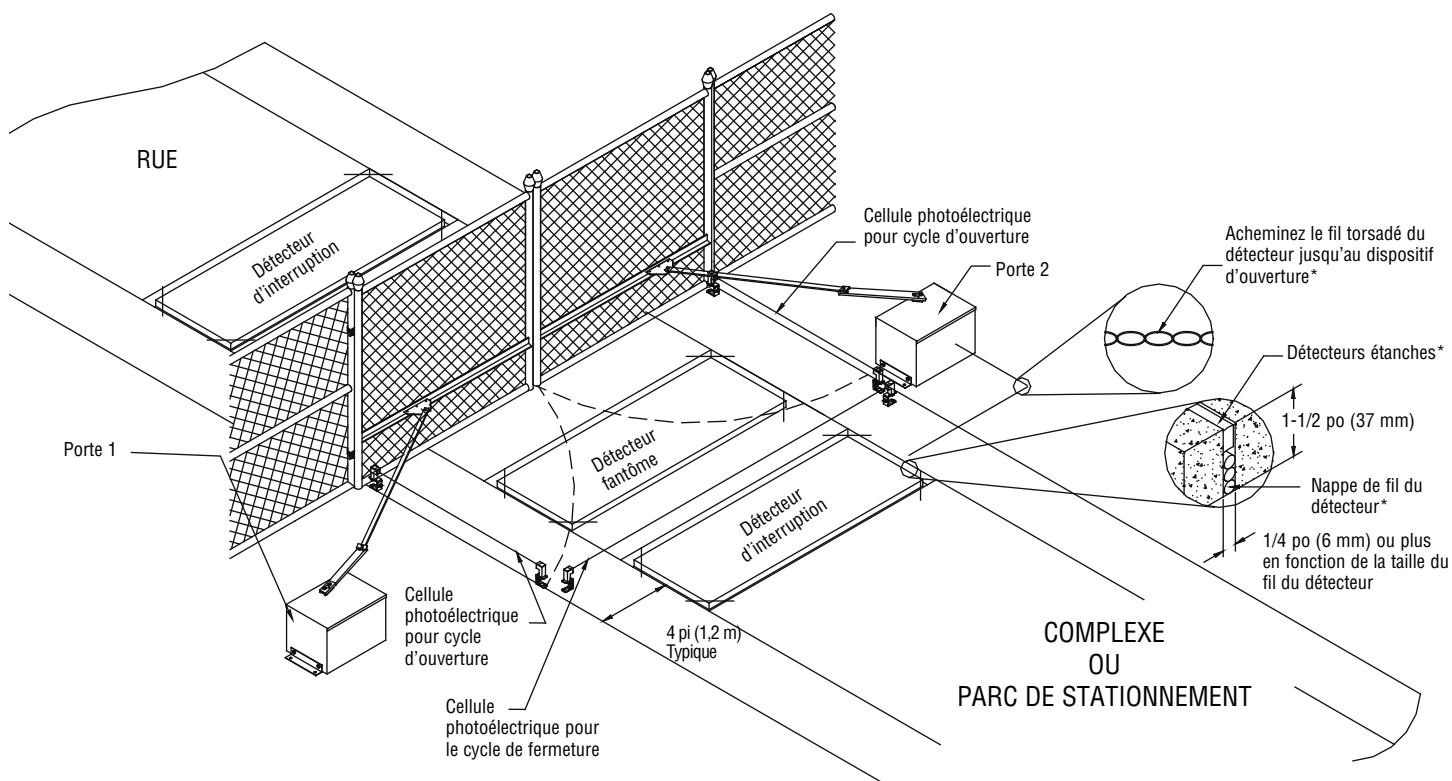 RUE
Détecteur
d'interruption
Cellule photoélectrique
pour cycle d'ouverture
Porte 2
Acheminez le fil torsadé du
détecteur jusqu'au dispositif
d'ouverture*
Détecteurs étanches*
1-1/2 po (37 mm)
Nappe de fil du
détecteur*
1/4 po (6 mm) ou plus
en fonction de la taille du
fil du détecteur
Porte 1
Détecteur
fantôme
Détecteur
d'interruption
Cellule
photoélectrique
pour cycle
d'ouverture
4 pi (1,2 m)
Typique
Cellule
photoélectrique pour
le cycle de fermeture
COMPLEXE
OU
PARC DE STATIONNEMENT